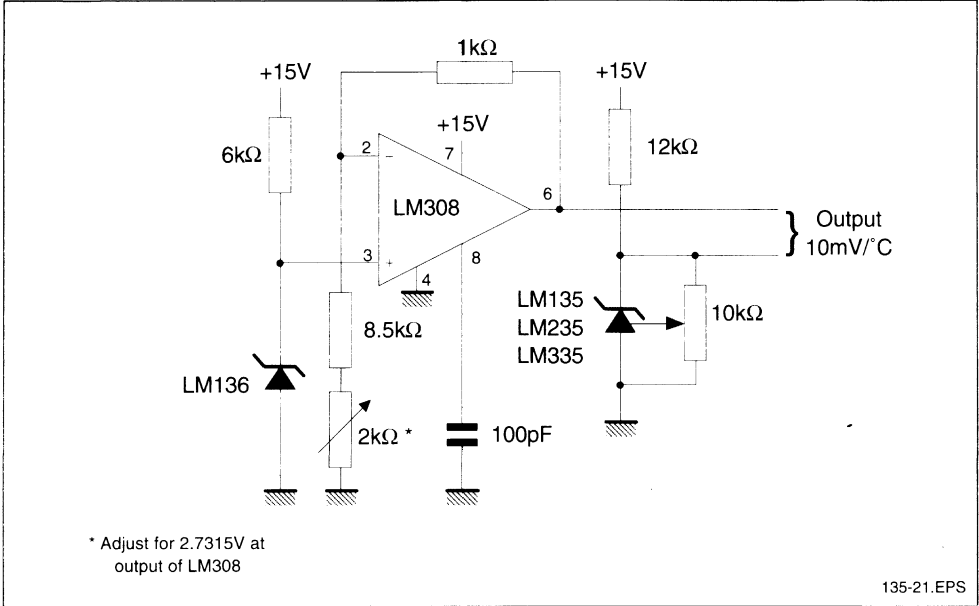 1kΩ
+15V
+15V
+15V
6kΩ
2
−
7
12kΩ
6
LM308
Output
10mV/°C
3
+
4
8
LM135
LM235
LM335
10kΩ
8.5kΩ
LM136
2kΩ *
100pF
* Adjust for 2.7315V at
output of LM308
135-21.EPS